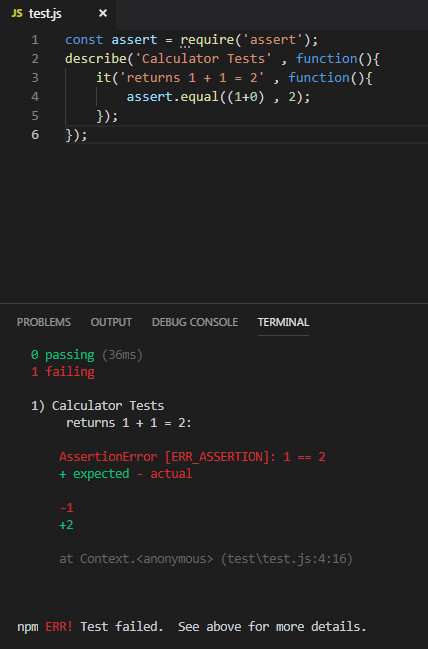 JS test.js ×
1 const assert = require('assert');
2 describe('Calculator Tests' , function(){
3 it('returns 1 + 1 = 2' , function(){
4 assert.equal((1+0) , 2);
5 });
6 });
PROBLEMS OUTPUT DEBUG CONSOLE TERMINAL
0 passing (36ms)
1 failing
1) Calculator Tests
returns 1 + 1 = 2:
AssertionError [ERR_ASSERTION]: 1 == 2
+ expected - actual
-1
+2
at Context.<anonymous> (test\test.js:4:16)
npm ERR! Test failed.  See above for more details.